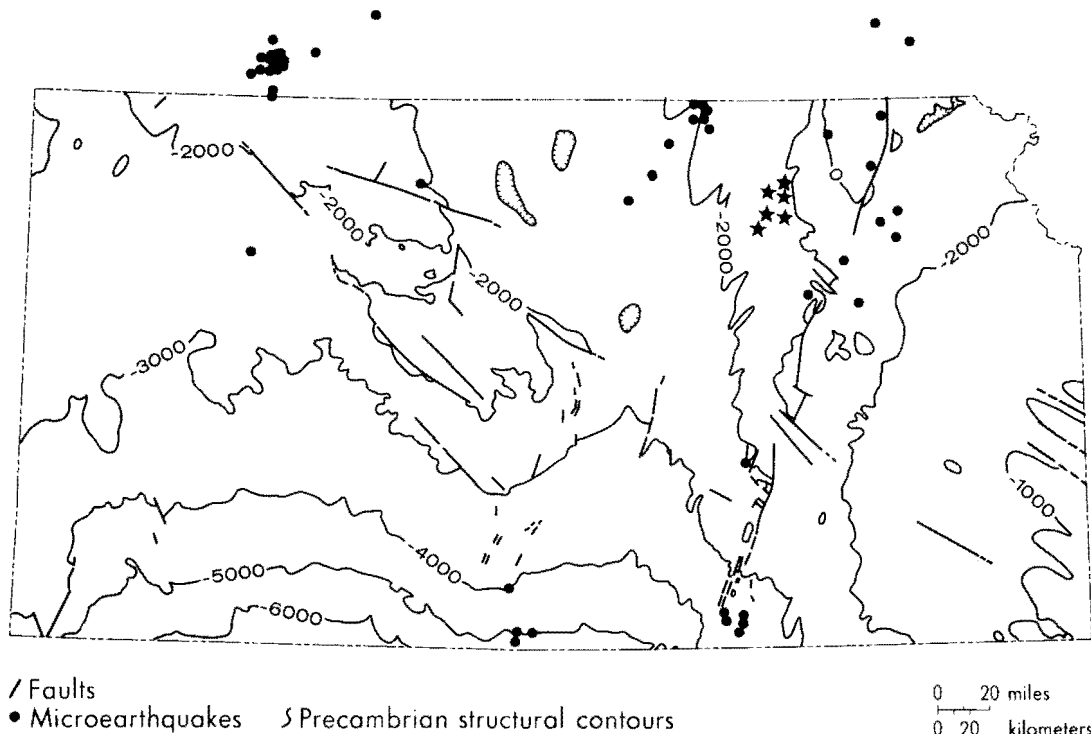 -2000
-2000
-2000
-2000
-2000
-3000
-1000
-4000
-5000
-6000
Faults
Microearthquakes
Precambrian structural contours
0 20 miles
0 20 kilometers